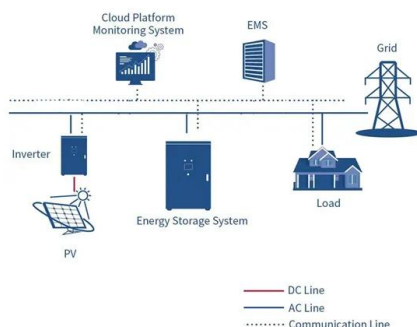 Cloud Platform
Monitoring System
EMS
Grid
Inverter
Energy Storage System
Load
PV
DC Line
AC Line
Communication Line